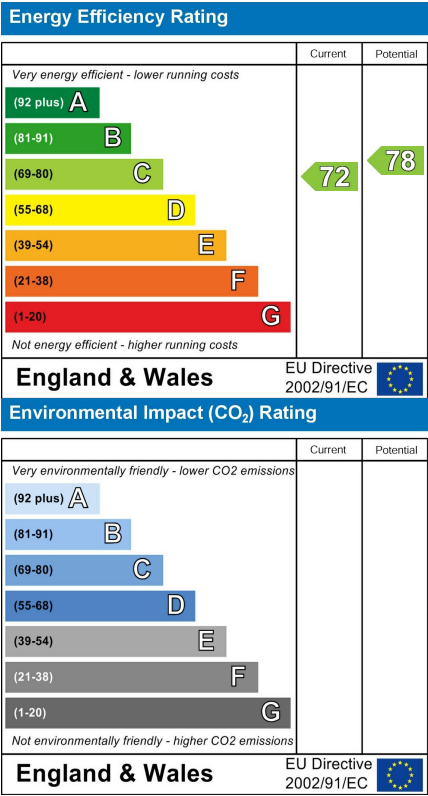 Energy Efficiency Rating
Current Potential
Very energy efficient - lower running costs
(92 plus) A
(81-91) B
(69-80) C
72
78
(55-68) D
(39-54) E
(21-38) F
(1-20) G
Not energy efficient - higher running costs
England & Wales
EU Directive
2002/91/EC
Environmental Impact (CO₂) Rating
Current Potential
Very environmentally friendly - lower CO2 emissions
(92 plus) A
(81-91) B
(69-80) C
(55-68) D
(39-54) E
(21-38) F
(1-20) G
Not environmentally friendly - higher CO2 emissions
England & Wales
EU Directive
2002/91/EC